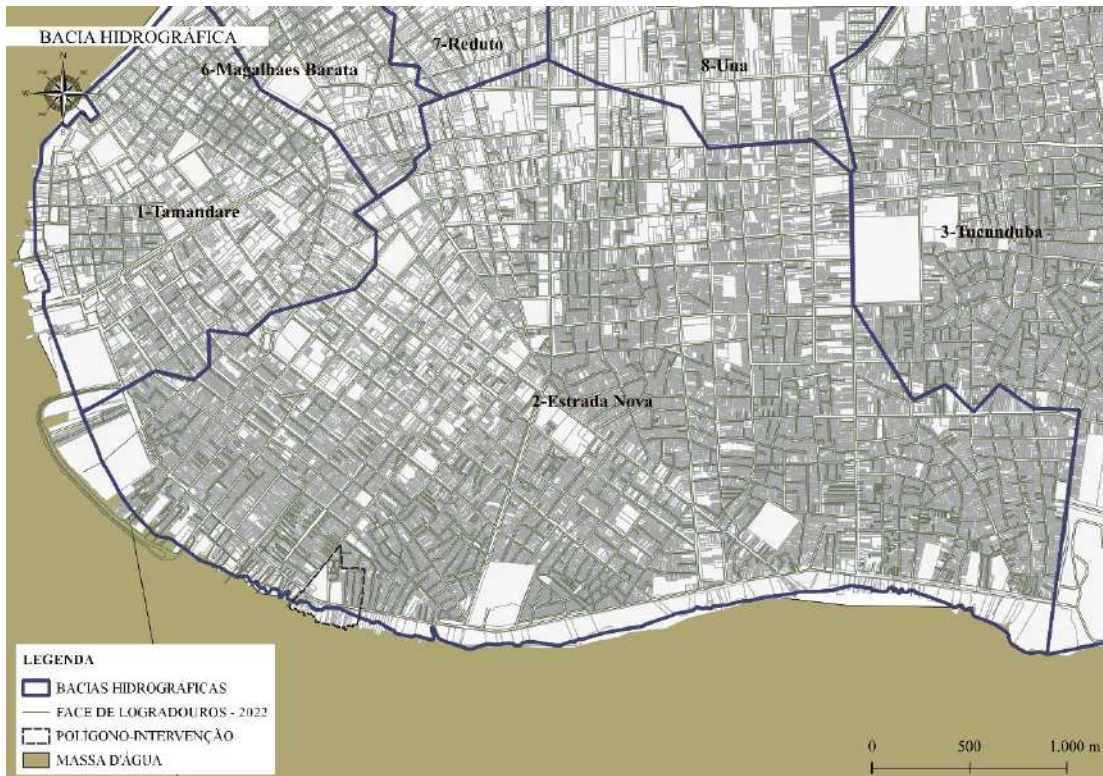 BACIA HIDROGRÁFICA
N
7-Reduto
6-Magalhaes Barata
8-Una
1-Tamandare
3-Tucunduba
2-Estrada Nova
LEGENDA
BACIAS HIDROGRÁFICAS
FACE DE LOGRADOUROS - 2022
POLÍGONO-INTERVENÇÃO
MASSA D'ÁGUA
0 500 1.000 m